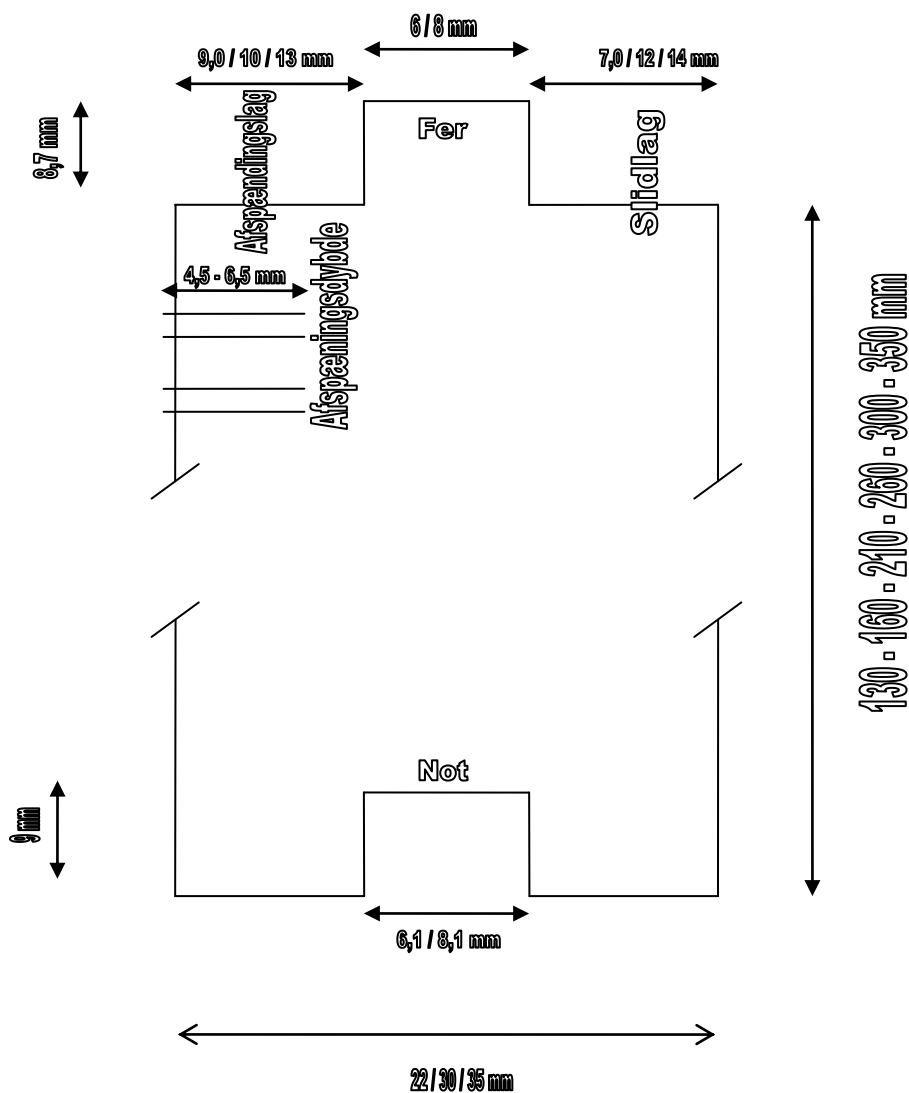 6 / 8 mm
9,0 / 10 / 13 mm
7,0 / 12 / 14 mm
8,7 mm
Afspændingslag
Fer
Slidlag
4,5 - 6,5 mm
Afspæningsdybde
130 - 160 - 210 - 260 - 300 - 350 mm
Not
9 mm
6,1 / 8,1 mm
22 / 30 / 35 mm